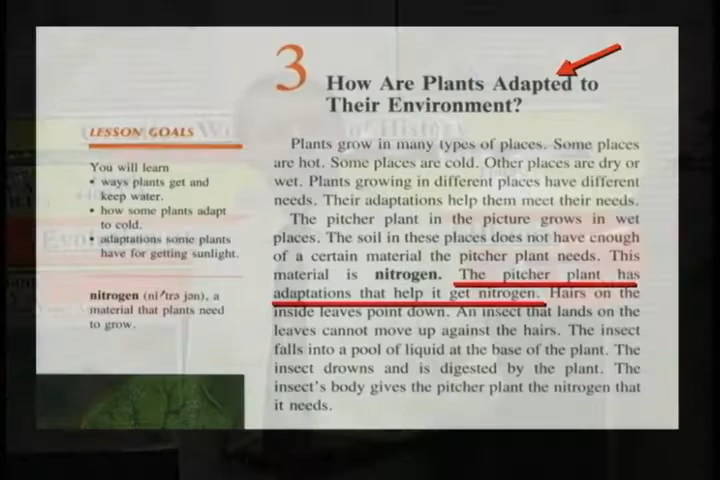 3
How Are Plants Adapted to
Their Environment?
LESSON GOALS
You will learn
• ways plants get and
keep water.
• how some plants adapt
to cold.
• adaptations some plants
have for getting sunlight.
nitrogen (nī′trə jən), a
material that plants need
to grow.
Plants grow in many types of places. Some places
are hot. Some places are cold. Other places are dry or
wet. Plants growing in different places have different
needs. Their adaptations help them meet their needs.
The pitcher plant in the picture grows in wet
places. The soil in these places does not have enough
of a certain material the pitcher plant needs. This
material is nitrogen. The pitcher plant has
adaptations that help it get nitrogen. Hairs on the
inside leaves point down. An insect that lands on the
leaves cannot move up against the hairs. The insect
falls into a pool of liquid at the base of the plant. The
insect drowns and is digested by the plant. The
insect's body gives the pitcher plant the nitrogen that
it needs.